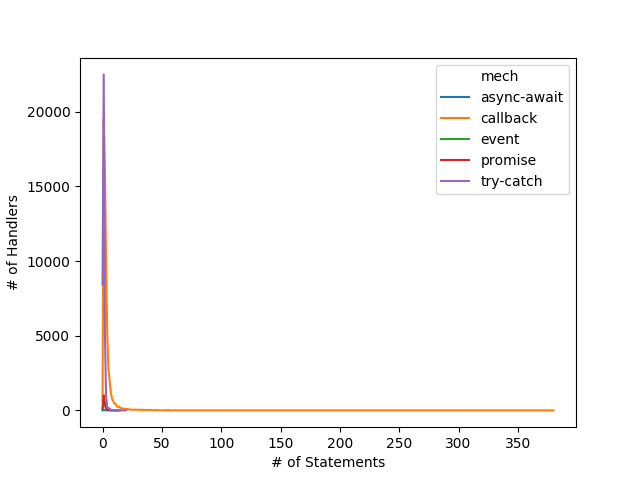 mech
async-await
callback
event
promise
try-catch
20000
15000
10000
5000
0
# of Handlers
0 50 100 150 200 250 300 350
# of Statements